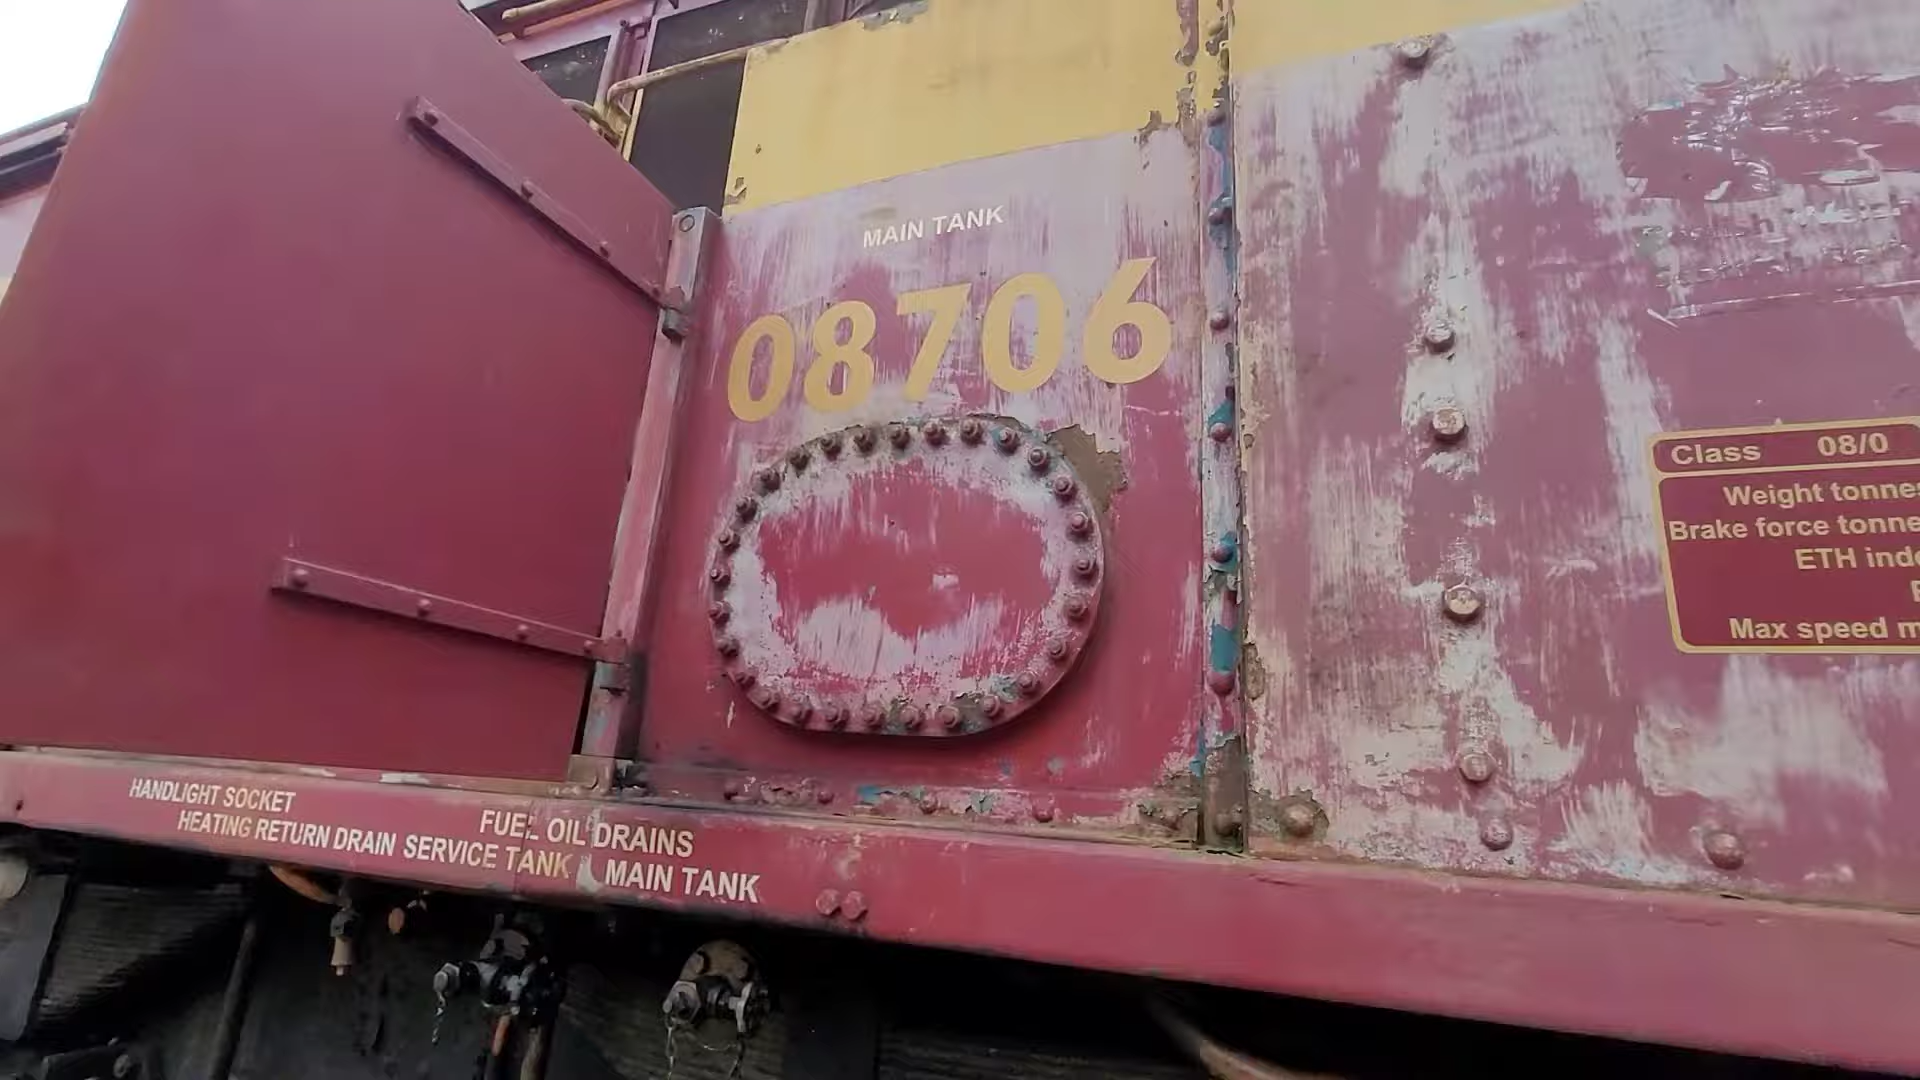 MAIN TANK
08706
Class 08/0
Weight tonnes
Brake force tonne
ETH inde
Max speed m
HANDLIGHT SOCKET
HEATING RETURN DRAIN
FUEL OIL DRAINS
SERVICE TANK MAIN TANK